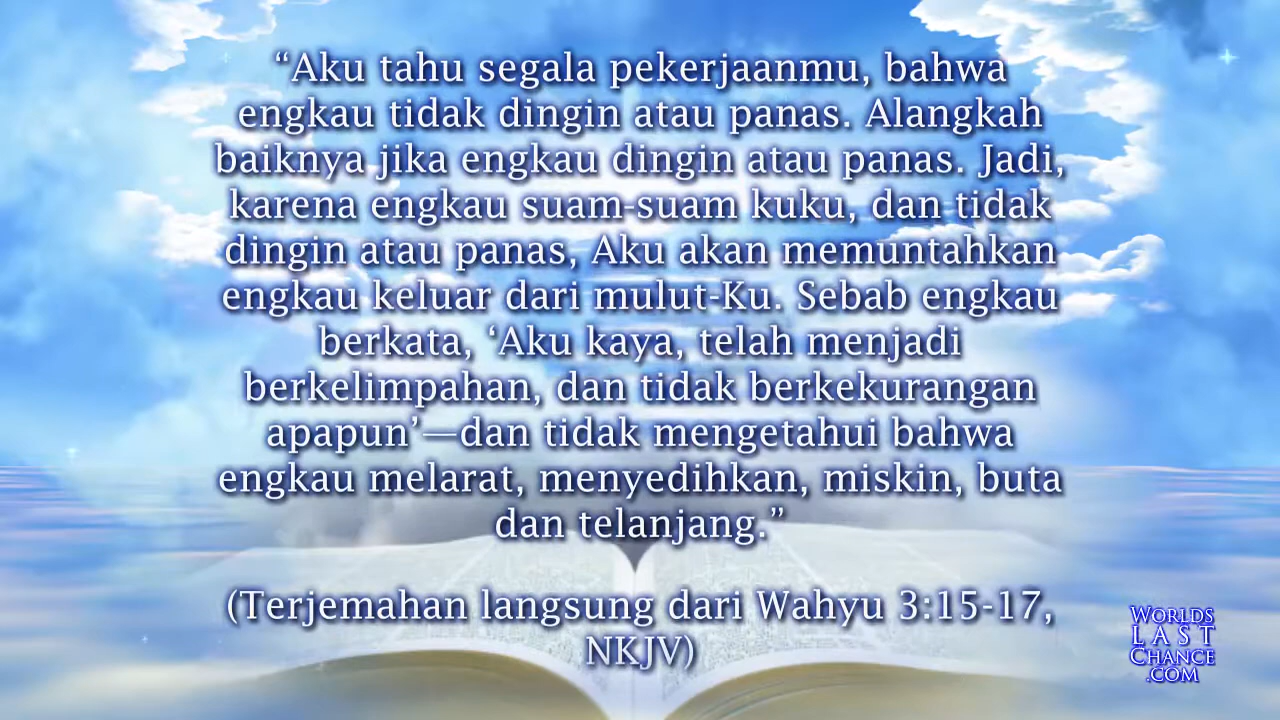 “Aku tahu segala pekerjaanmu, bahwa
engkau tidak dingin atau panas. Alangkah
baiknya jika engkau dingin atau panas. Jadi,
karena engkau suam-suam kuku, dan tidak
dingin atau panas, Aku akan memuntahkan
engkau keluar dari mulut-Ku. Sebab engkau
berkata, ‘Aku kaya, telah menjadi
berkelimpahan, dan tidak berkekurangan
apapun’—dan tidak mengetahui bahwa
engkau melarat, menyedihkan, miskin, buta
dan telanjang.”
(Terjemahan langsung dari Wahyu 3:15-17,
NKJV)
WORLDS
LAST
CHANCE
.COM